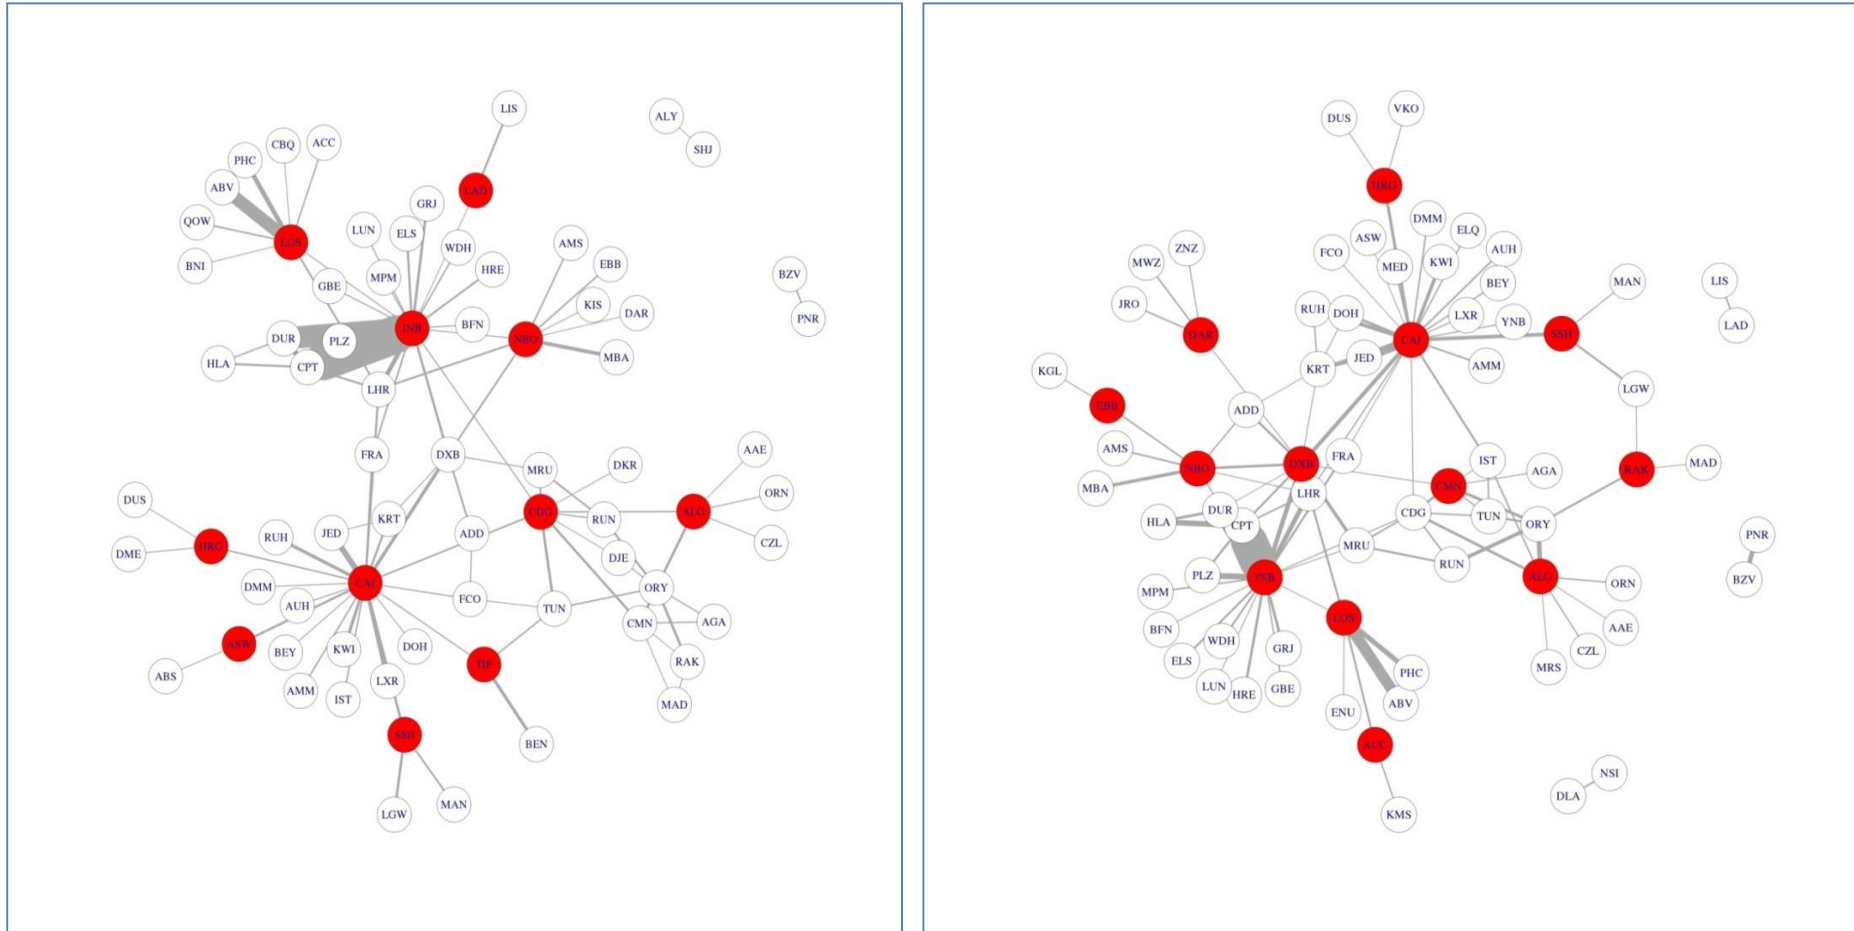 LIS
ALY
SHJ
CBQ
ACC
PHC
ABV
QOW
BNI
LOS
LAD
GRJ
LUN
ELS
WDH
MPM
HRE
GBE
AMS
EBB
KIS
DAR
BZV
PNR
BFN
JNB
NBO
DUR
PLZ
HLA
CPT
MBA
LHR
FRA
DXB
MRU
DKR
AAE
ORN
CZL
ALG
CDG
RUN
DJE
ORY
DUS
DME
HRG
RUH
JED
KRT
ADD
CAI
DMM
AUH
FCO
TUN
CMN
AGA
RAK
MAD
ASW
ABS
BEY
KWI
DOH
AMM
IST
LXR
TIP
BEN
SSH
LGW
MAN
DUS
VKO
HRG
DMM
ASW
ELQ
FCO
MED
KWI
AUH
BEY
ZNZ
MWZ
JRO
DAR
RUH
DOH
LXR
YNB
MAN
SSH
LIS
LAD
CAI
JED
AMM
KRT
LGW
KGL
EBB
ADD
AMS
MBA
NBO
DXB
FRA
IST
AGA
RAK
MAD
CMN
LHR
HLA
DUR
CPT
CDG
TUN
ORY
MRU
RUN
PNR
BZV
PLZ
JNB
ALG
ORN
MPM
BFN
LOS
WDH
GRJ
AAE
CZL
MRS
ELS
LUN
HRE
GBE
PHC
ABV
ENU
ACC
NSI
DLA
KMS